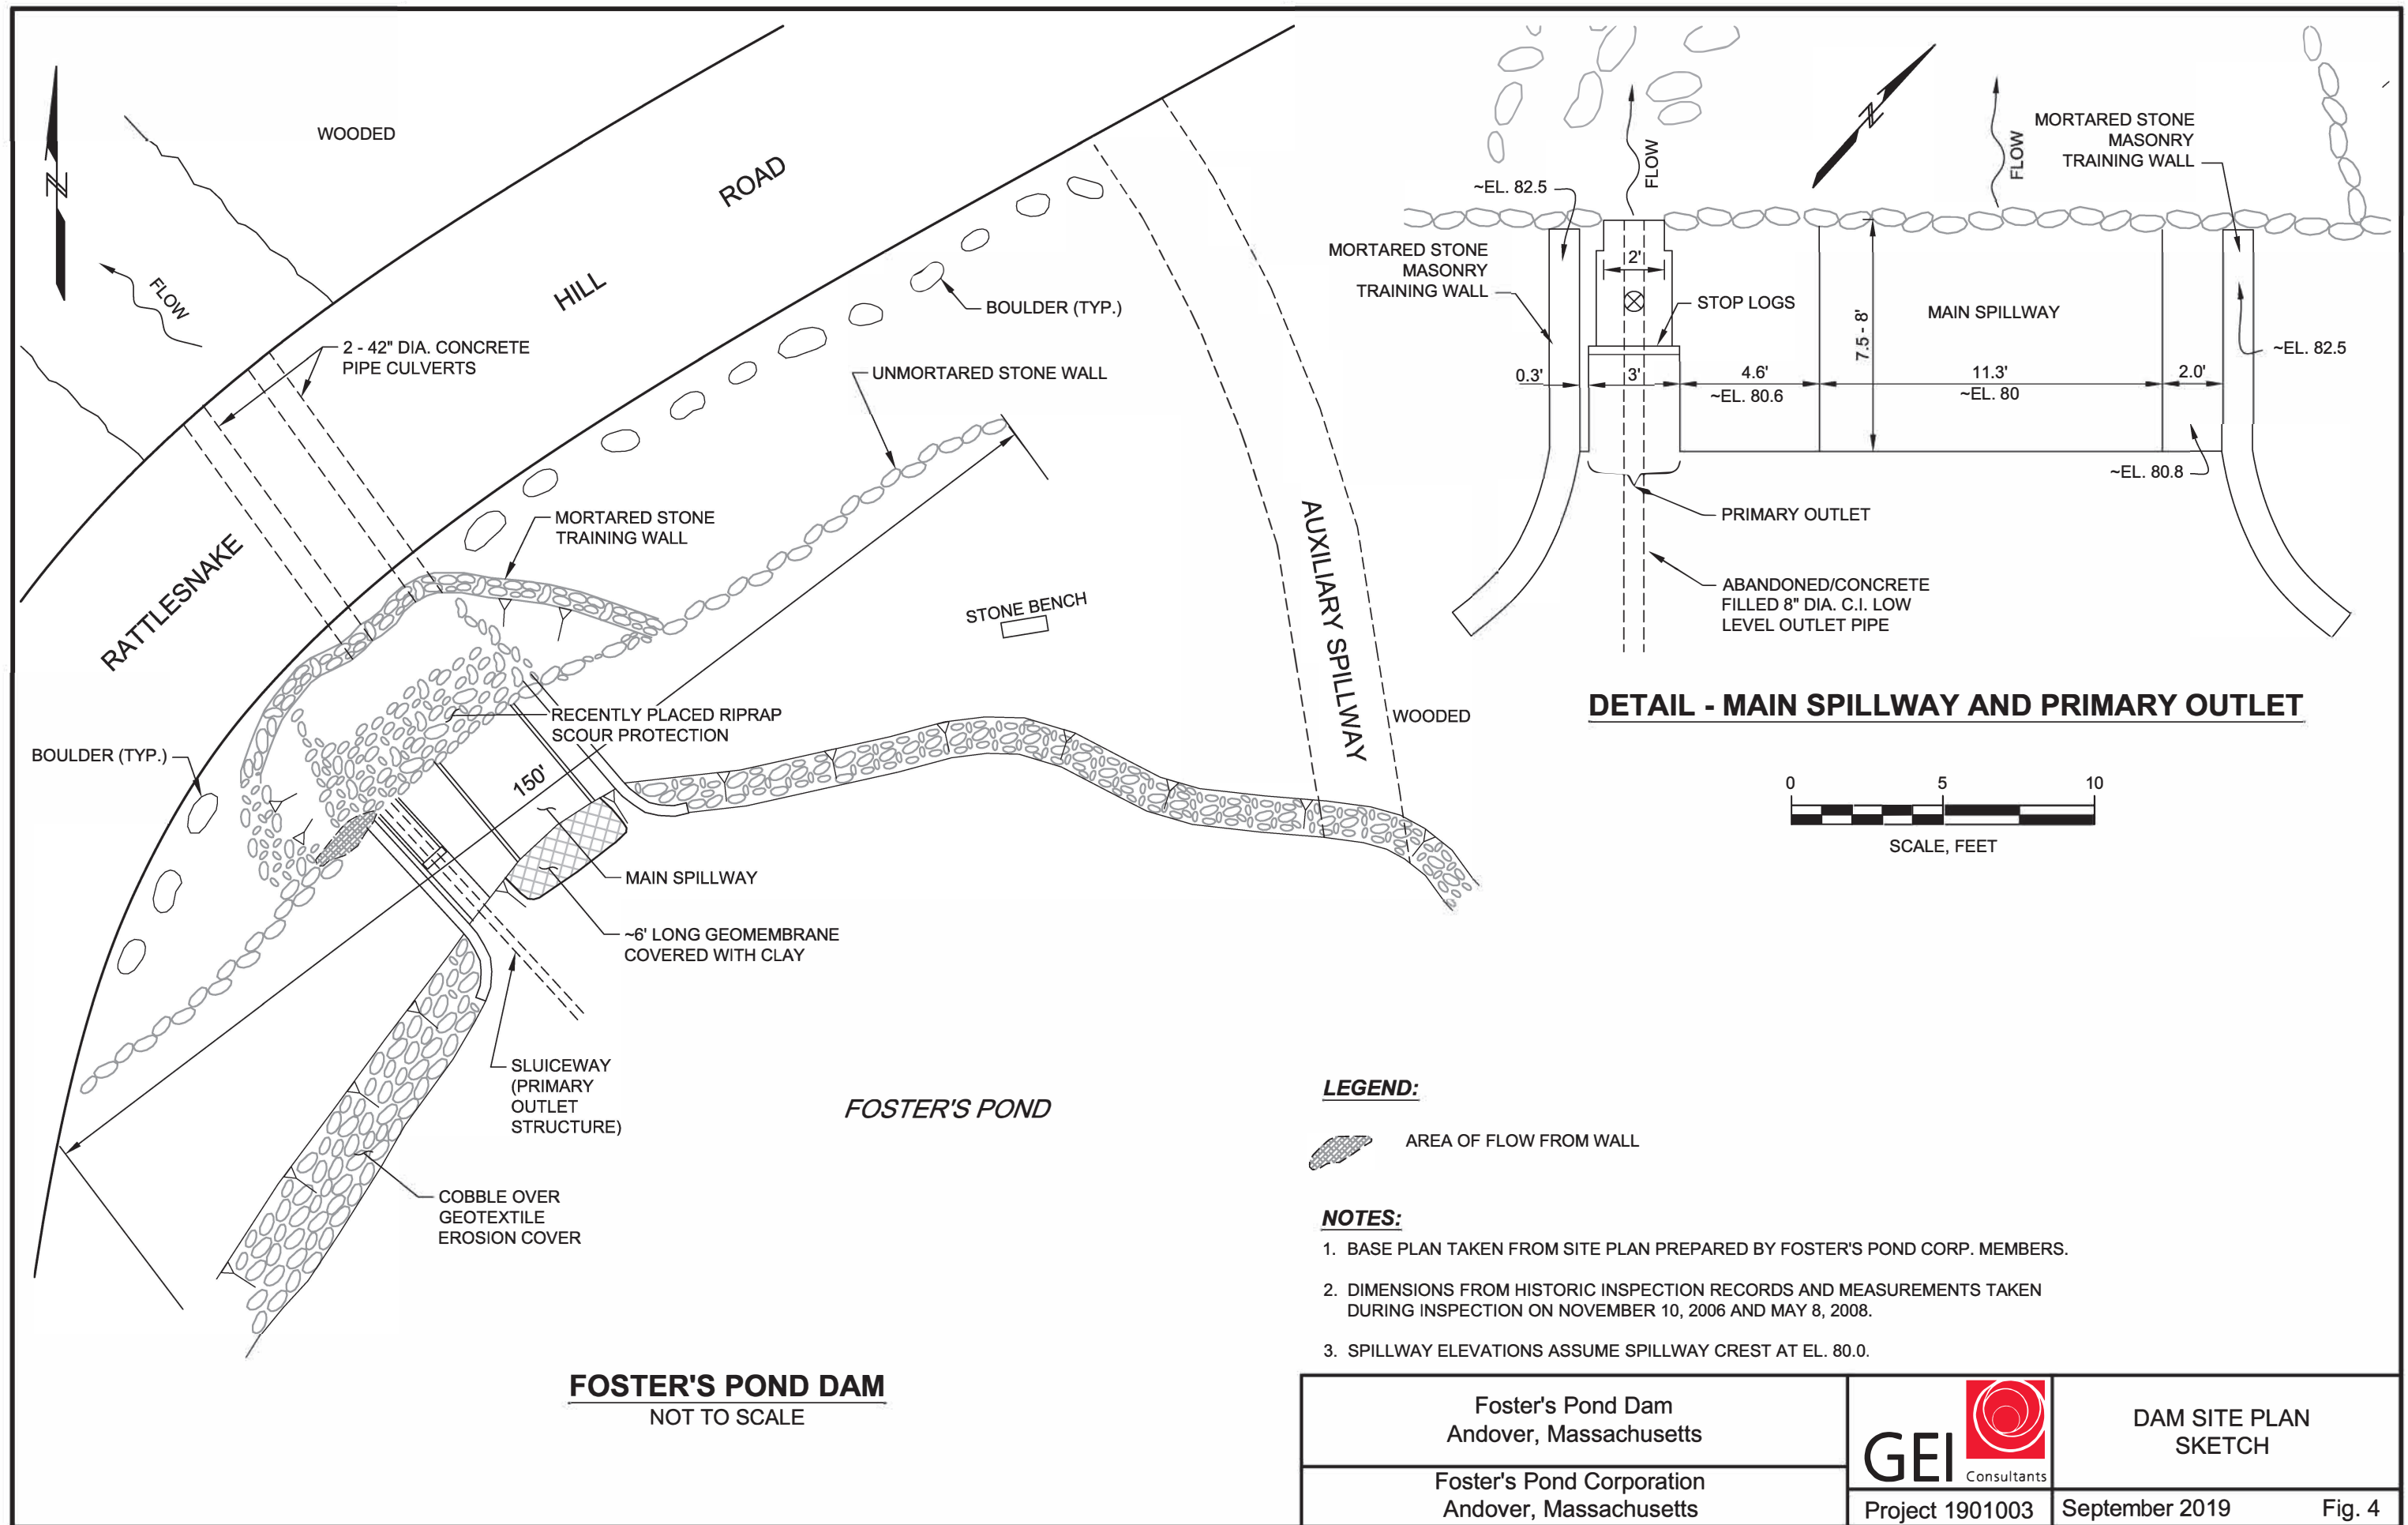 N
WOODED
FLOW
ROAD
HILL
RATTLESNAKE
2 - 42" DIA. CONCRETE
PIPE CULVERTS
BOULDER (TYP.)
UNMORTARED STONE WALL
MORTARED STONE
TRAINING WALL
STONE BENCH
AUXILIARY SPILLWAY
WOODED
RECENTLY PLACED RIPRAP
SCOUR PROTECTION
BOULDER (TYP.)
150'
MAIN SPILLWAY
~6' LONG GEOMEMBRANE
COVERED WITH CLAY
SLUICEWAY
(PRIMARY
OUTLET
STRUCTURE)
FOSTER'S POND
COBBLE OVER
GEOTEXTILE
EROSION COVER
FOSTER'S POND DAM
NOT TO SCALE
N
FLOW
FLOW
MORTARED STONE
MASONRY
TRAINING WALL
~EL. 82.5
MORTARED STONE
MASONRY
TRAINING WALL
2'
STOP LOGS
MAIN SPILLWAY
7.5 - 8'
~EL. 82.5
0.3'
3'
4.6'
~EL. 80.6
11.3'
~EL. 80
2.0'
~EL. 80.8
PRIMARY OUTLET
ABANDONED/CONCRETE
FILLED 8" DIA. C.I. LOW
LEVEL OUTLET PIPE
DETAIL - MAIN SPILLWAY AND PRIMARY OUTLET
0 5 10
SCALE, FEET
LEGEND:
AREA OF FLOW FROM WALL
NOTES:
1. BASE PLAN TAKEN FROM SITE PLAN PREPARED BY FOSTER'S POND CORP. MEMBERS.
2. DIMENSIONS FROM HISTORIC INSPECTION RECORDS AND MEASUREMENTS TAKEN
DURING INSPECTION ON NOVEMBER 10, 2006 AND MAY 8, 2008.
3. SPILLWAY ELEVATIONS ASSUME SPILLWAY CREST AT EL. 80.0.
Foster's Pond Dam
Andover, Massachusetts
Foster's Pond Corporation
Andover, Massachusetts
GEI Consultants
Project 1901003
DAM SITE PLAN
SKETCH
September 2019
Fig. 4